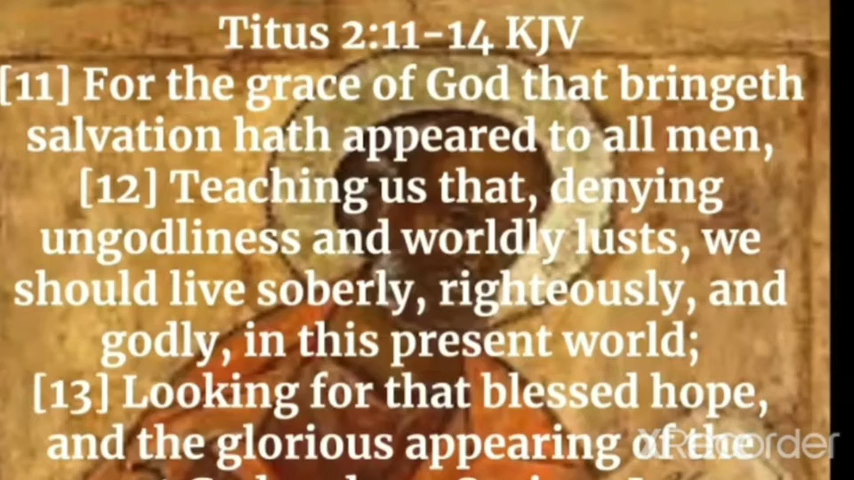 Titus 2:11-14 KJV
[11] For the grace of God that bringeth
salvation hath appeared to all men,
[12] Teaching us that, denying
ungodliness and worldly lusts, we
should live soberly, righteously, and
godly, in this present world;
[13] Looking for that blessed hope,
and the glorious appearing of the
XRecorder